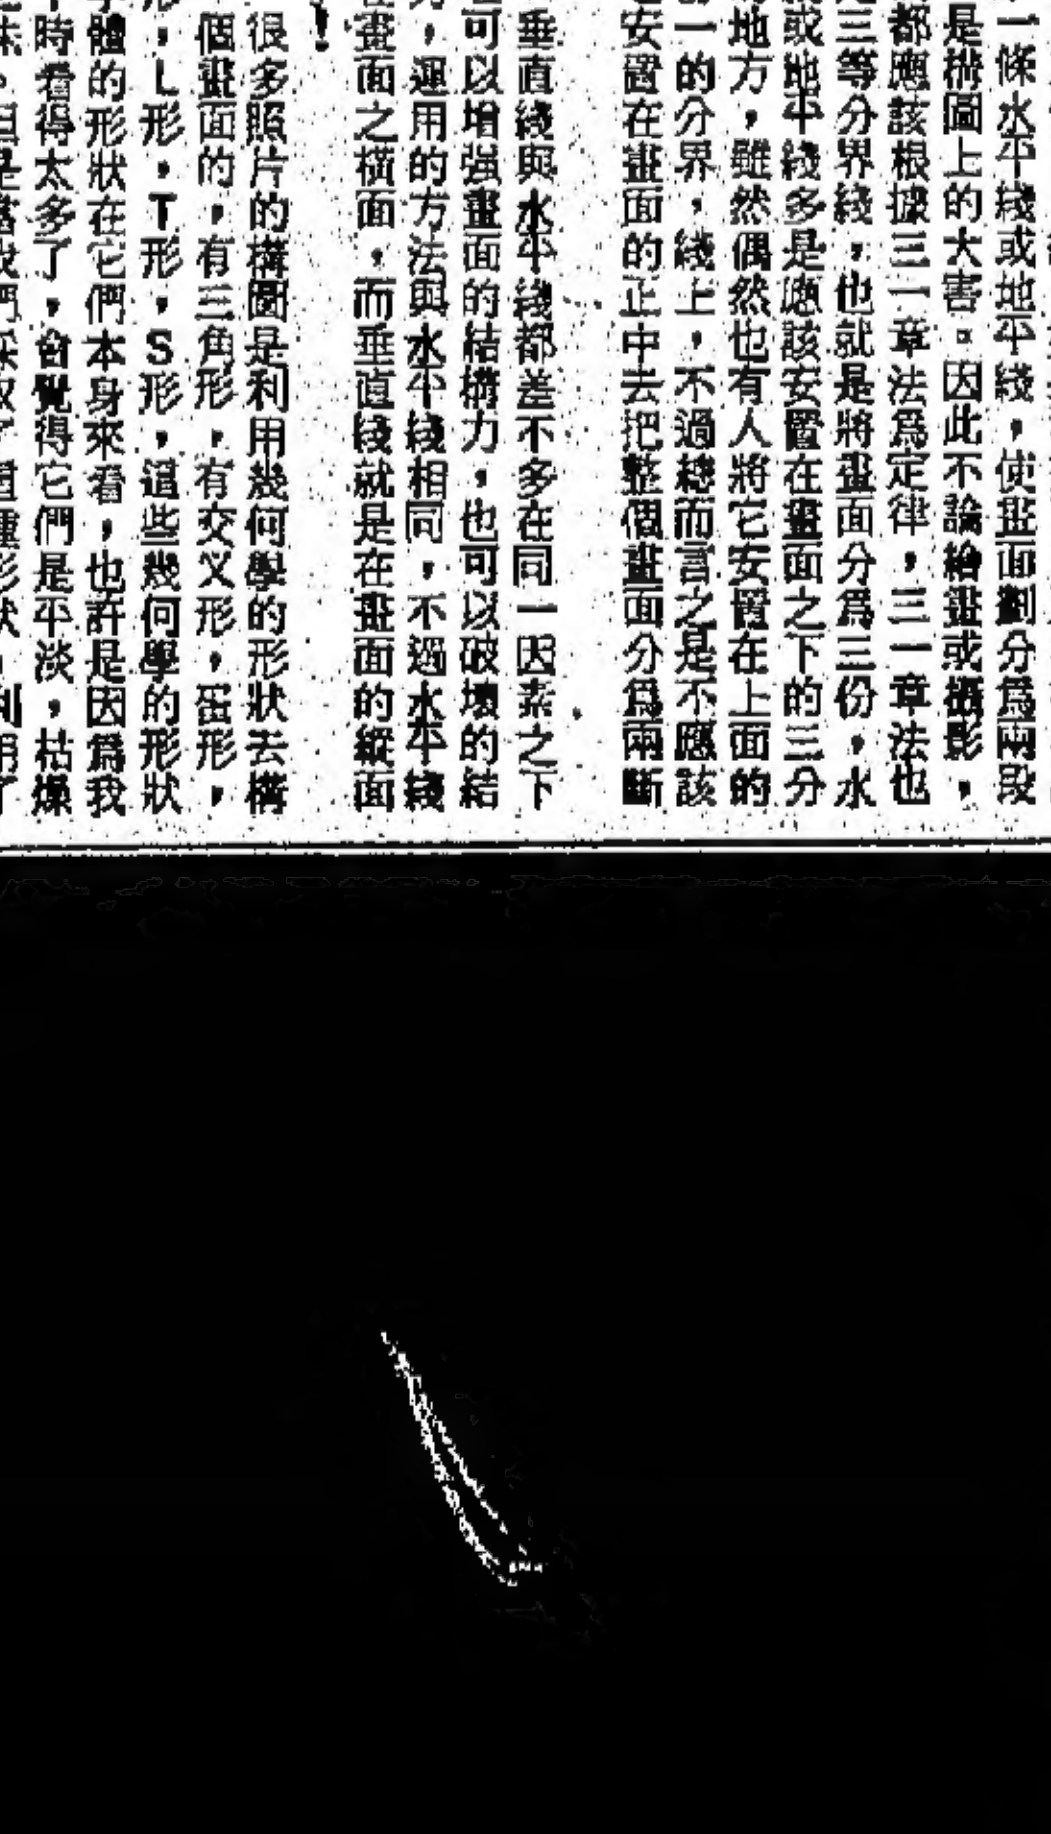 一條水平綫或地平綫，使畫面劃分爲兩段
是構圖上的大害。因此不論繪畫或攝影，
都應該根據三一章法爲定律，三一章法也
三等分界綫，也就是將畫面分爲三份，水
或地平綫多是應該安置在畫面之下的三分
地方，雖然偶然也有人將它安置在上面的
一的分界，綫上，不過總而言之是不應該
安置在畫面的正中去把整個畫面分爲兩斷
垂直綫與水平綫都差不多在同一因素之下
可以增强畫面的結構力，也可以破壞的結
，運用的方法與水平綫相同，不過水平綫
畫面之橫面，而垂直綫就是在畫面的縱面
！
很多照片的構圖是利用幾何學的形狀去構
個畫面的，有三角形，有交义形，蛋形，
，L形，T形，S形，這些幾何學的形狀
體的形狀在它們本身來看，也許是因爲我
時看得太多了，會覺得它們是平淡，枯燥